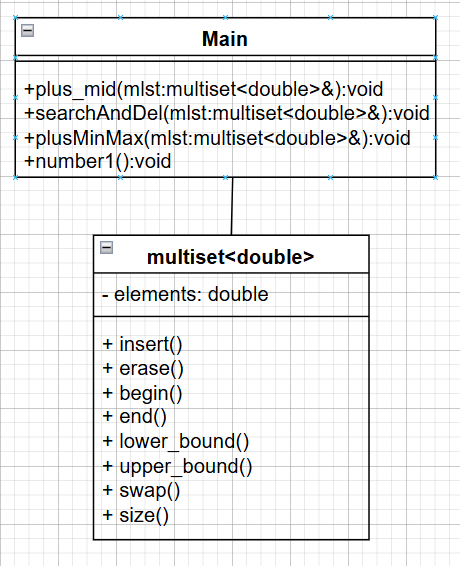 Main
+plus_mid(mlst:multiset<double>&):void
+searchAndDel(mlst:multiset<double>&):void
+plusMinMax(mlst:multiset<double>&):void
+number1():void
multiset<double>
- elements: double
+ insert()
+ erase()
+ begin()
+ end()
+ lower_bound()
+ upper_bound()
+ swap()
+ size()